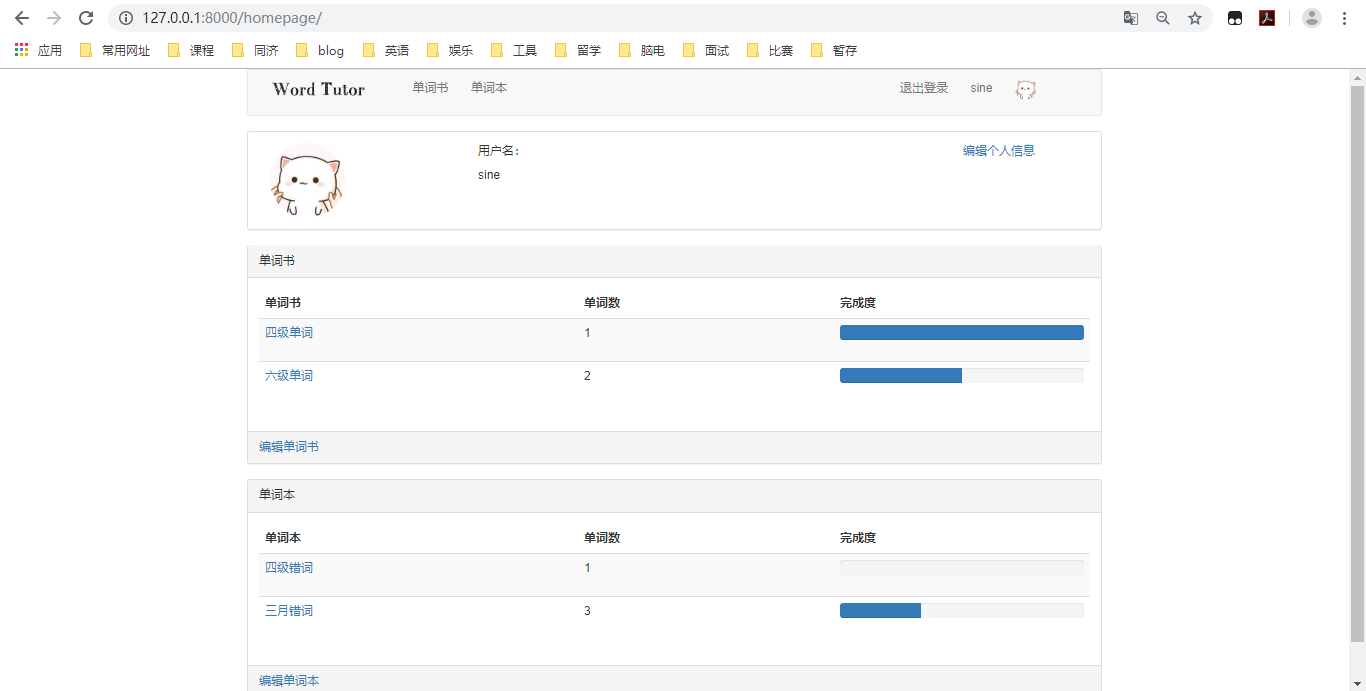 127.0.0.1:8000/homepage/
应用 常用网址 课程 同济 blog 英语 娱乐 工具 留学 脑电 面试 比赛 暂存
Word Tutor 单词书 单词本 退出登录 sine
用户名: 编辑个人信息
sine
单词书
单词书 单词数 完成度
四级单词 1
六级单词 2
编辑单词书
单词本
单词本 单词数 完成度
四级错词 1
三月错词 3
编辑单词本